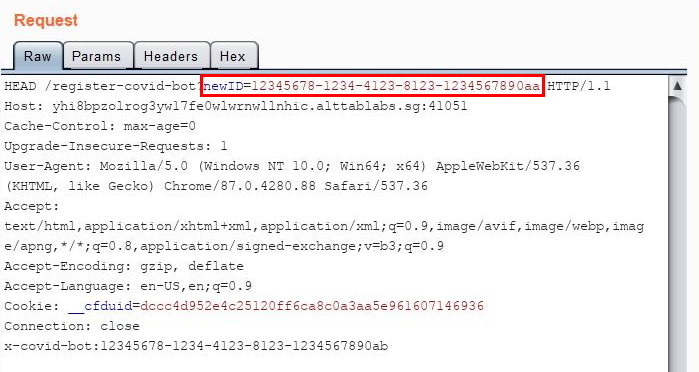 Request
Raw Params Headers Hex
HEAD /register-covid-bot?newID=12345678-1234-4123-8123-1234567890aa HTTP/1.1
Host: yhi8bpzolrog3yw17fe0wlwrnwllnhic.alttablabs.sg:41051
Cache-Control: max-age=0
Upgrade-Insecure-Requests: 1
User-Agent: Mozilla/5.0 (Windows NT 10.0; Win64; x64) AppleWebKit/537.36
(KHTML, like Gecko) Chrome/87.0.4280.88 Safari/537.36
Accept:
text/html,application/xhtml+xml,application/xml;q=0.9,image/avif,image/webp,imag
e/apng,*/*;q=0.8,application/signed-exchange;v=b3;q=0.9
Accept-Encoding: gzip, deflate
Accept-Language: en-US,en;q=0.9
Cookie: __cfduid=dccc4d952e4c25120ff6ca8c0a3aa5e961607146936
Connection: close
x-covid-bot:12345678-1234-4123-8123-1234567890ab